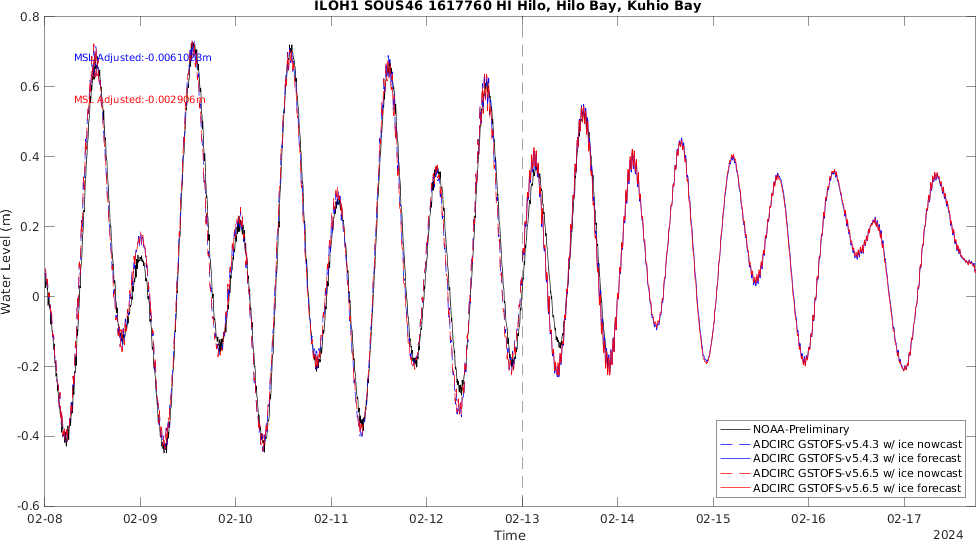 ILOH1 SOUS46 1617760 HI Hilo, Hilo Bay, Kuhio Bay
MSL Adjusted:-0.0061023m
MSL Adjusted:-0.002906m
Water Level (m)
0.8
0.6
0.4
0.2
0
-0.2
-0.4
-0.6
NOAA-Preliminary
ADCIRC GSTOFS-v5.4.3 w/ ice nowcast
ADCIRC GSTOFS-v5.4.3 w/ ice forecast
ADCIRC GSTOFS-v5.6.5 w/ ice nowcast
ADCIRC GSTOFS-v5.6.5 w/ ice forecast
02-08 02-09 02-10 02-11 02-12 02-13 02-14 02-15 02-16 02-17
Time
2024